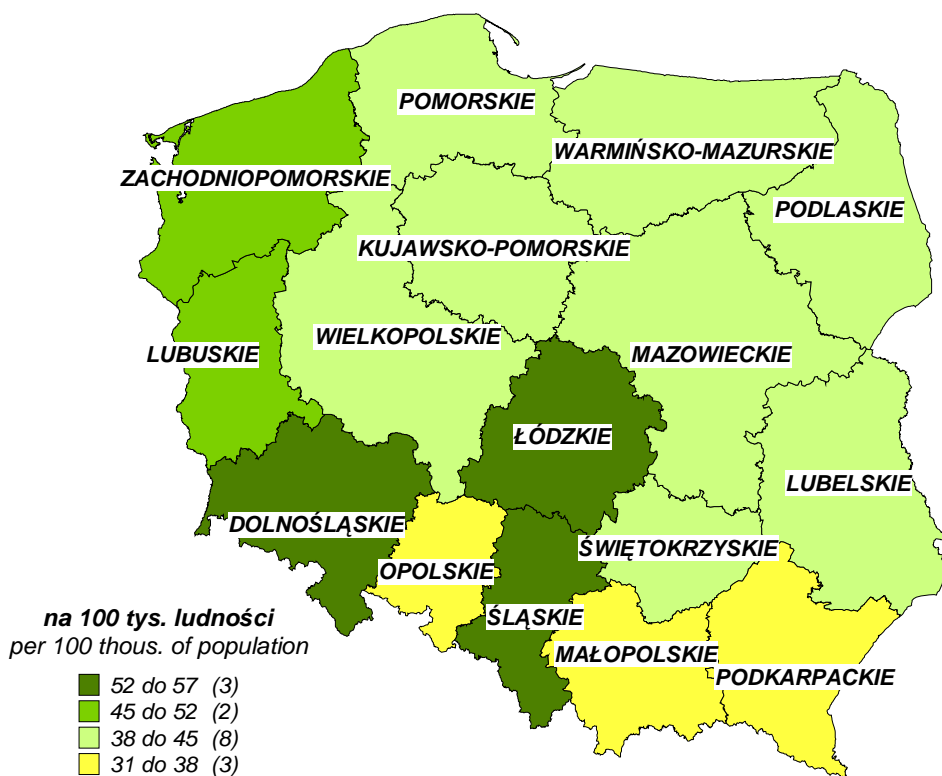 POMORSKIE
WARMIŃSKO-MAZURSKIE
ZACHODNIOPOMORSKIE
PODLASKIE
KUJAWSKO-POMORSKIE
WIELKOPOLSKIE
LUBUSKIE
MAZOWIECKIE
ŁÓDZKIE
LUBELSKIE
DOLNOŚLĄSKIE
ŚWIĘTOKRZYSKIE
OPOLSKIE
ŚLĄSKIE
MAŁOPOLSKIE
PODKARPACKIE
na 100 tys. ludności
per 100 thous. of population
52 do 57 (3)
45 do 52 (2)
38 do 45 (8)
31 do 38 (3)